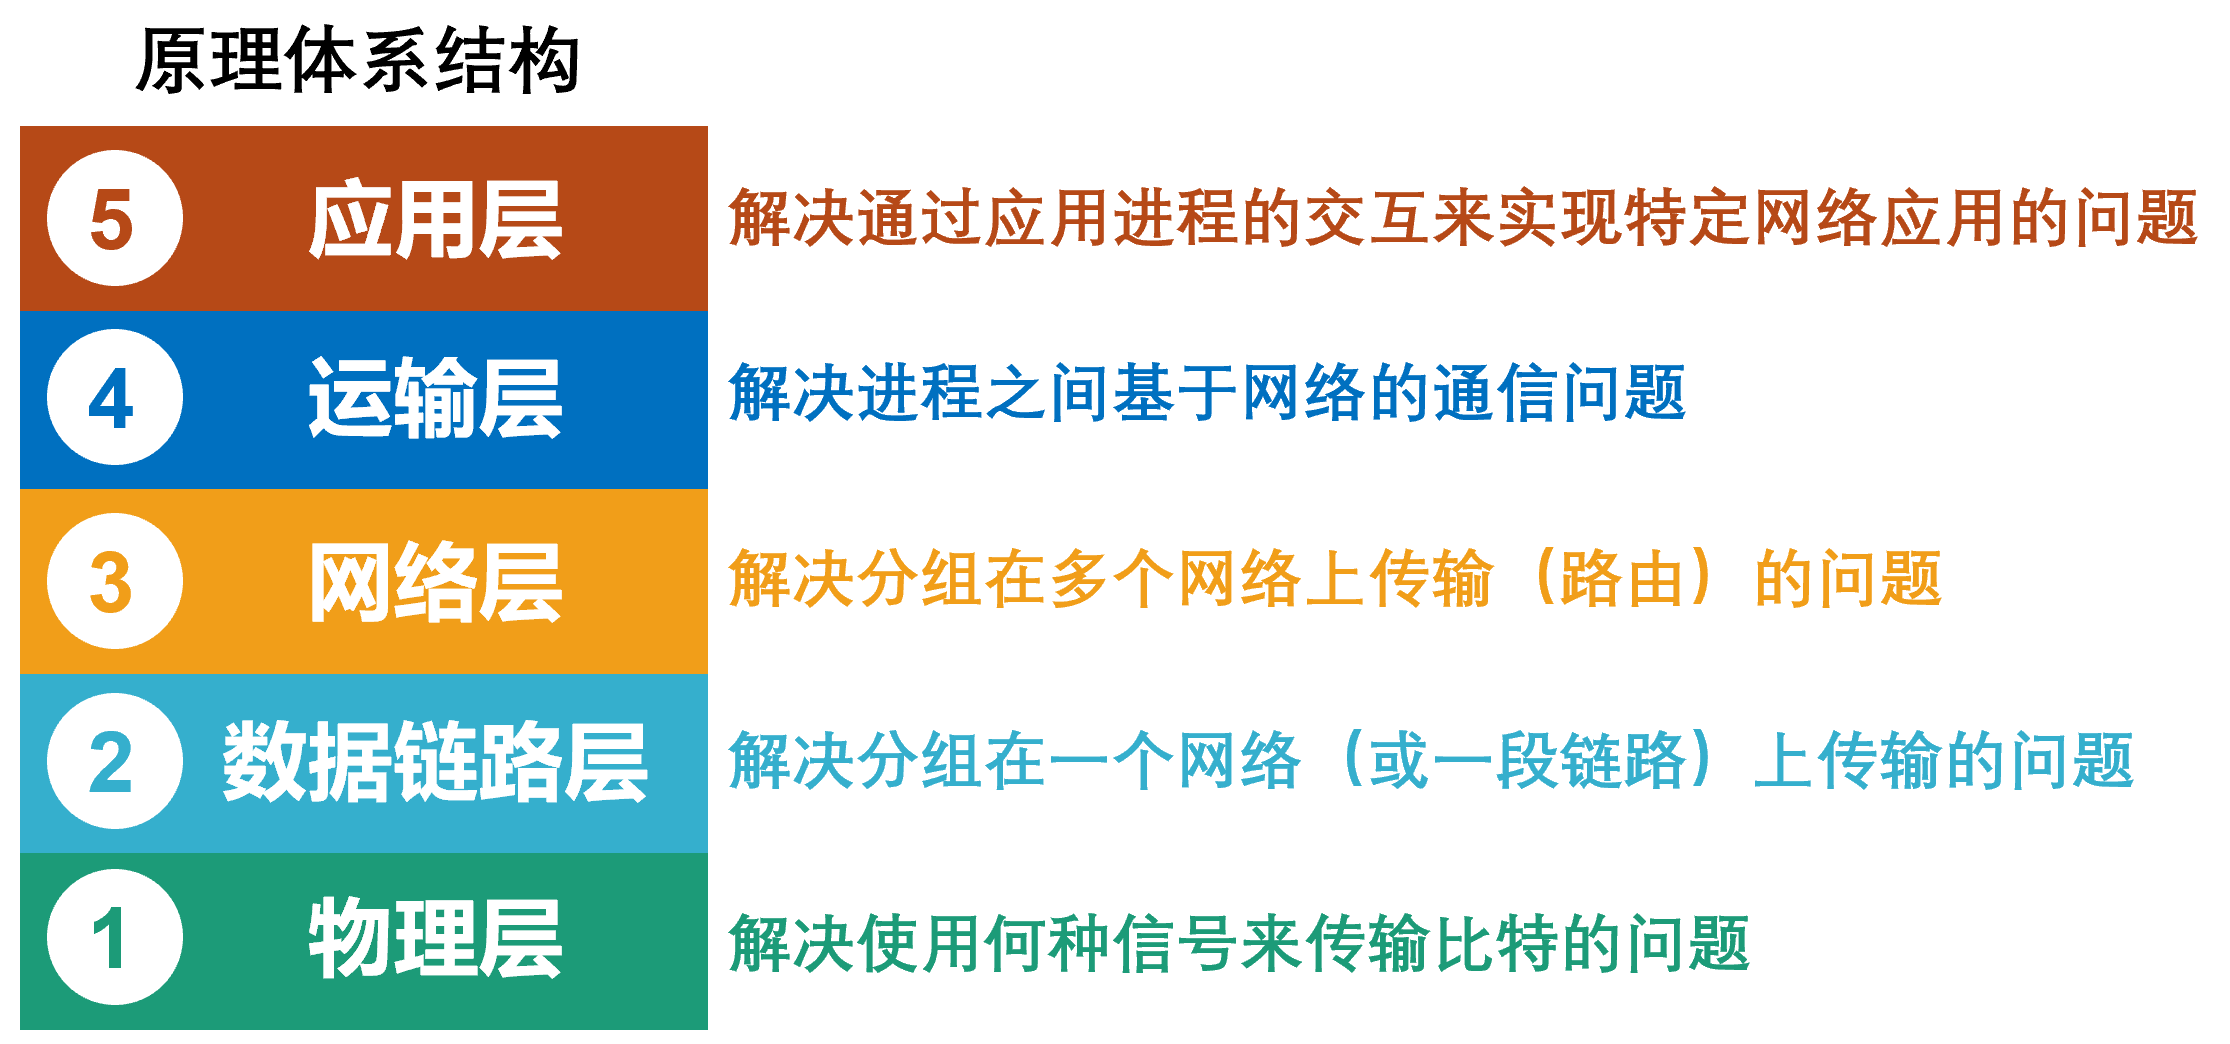 原理体系结构
5 应用层 解决通过应用进程的交互来实现特定网络应用的问题
4 运输层 解决进程之间基于网络的通信问题
3 网络层 解决分组在多个网络上传输（路由）的问题
2 数据链路层 解决分组在一个网络（或一段链路）上传输的问题
1 物理层 解决使用何种信号来传输比特的问题